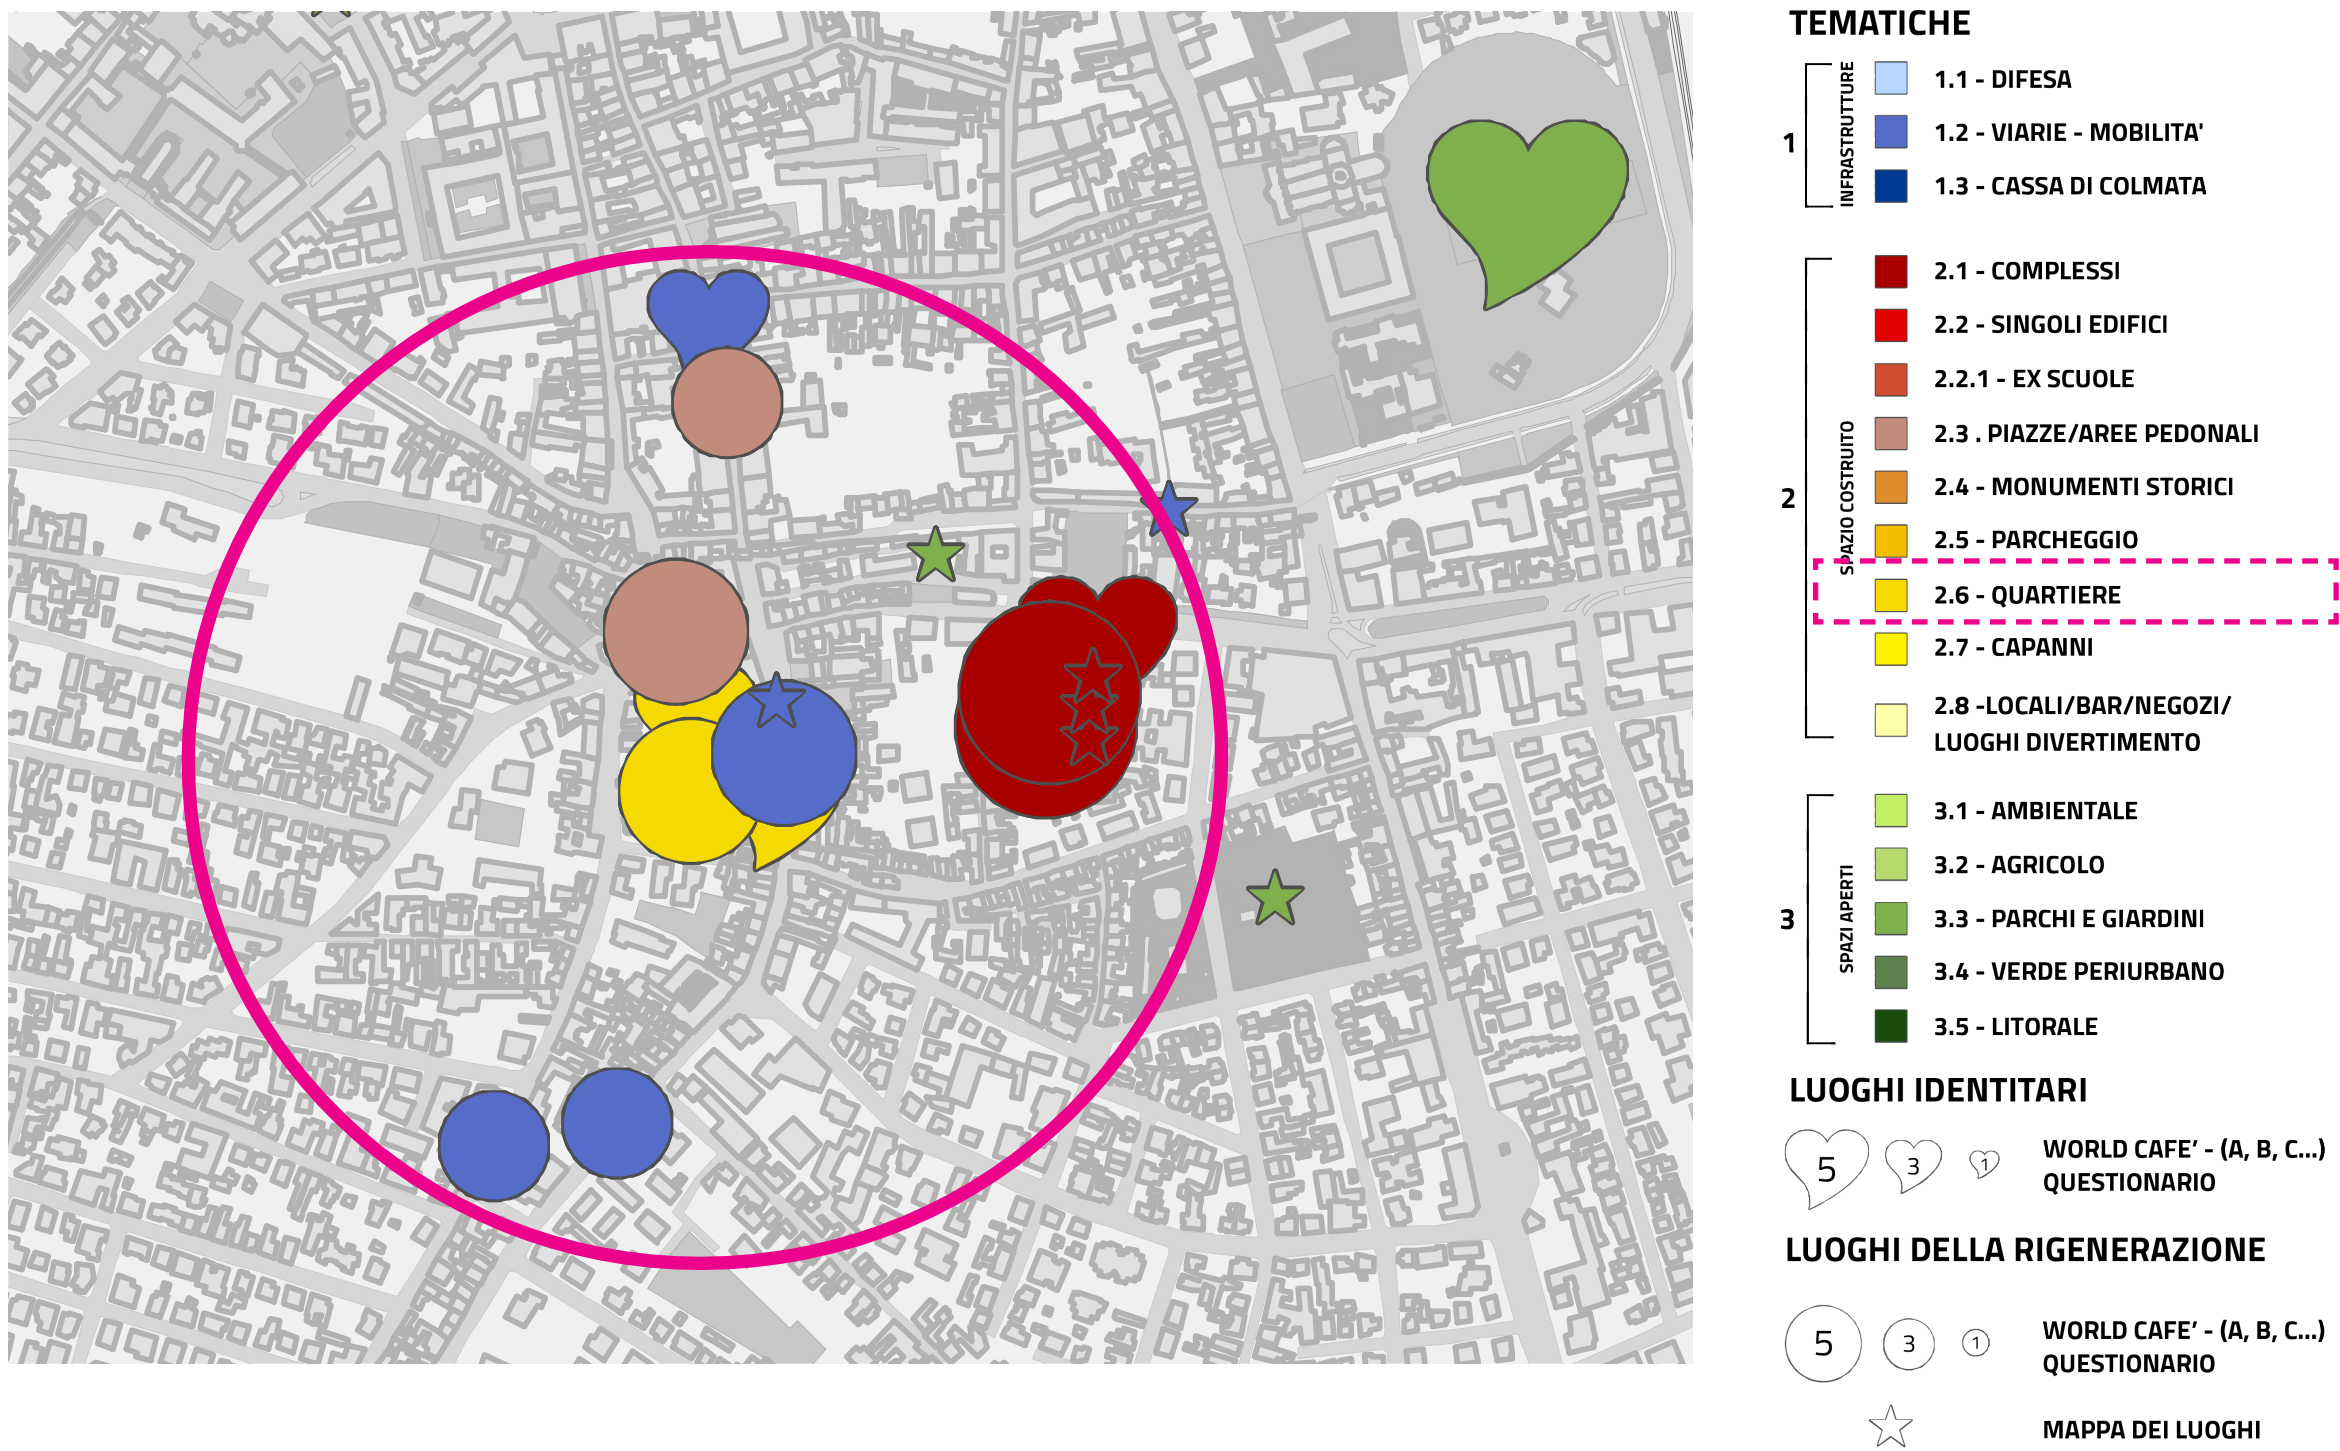 TEMATICHE
1
INFRASTRUTTURE
1.1 - DIFESA
1.2 - VIARIE - MOBILITA'
1.3 - CASSA DI COLMATA
2
SPAZIO COSTRUITO
2.1 - COMPLESSI
2.2 - SINGOLI EDIFICI
2.2.1 - EX SCUOLE
2.3 . PIAZZE/AREE PEDONALI
2.4 - MONUMENTI STORICI
2.5 - PARCHEGGIO
2.6 - QUARTIERE
2.7 - CAPANNI
2.8 -LOCALI/BAR/NEGOZI/
LUOGHI DIVERTIMENTO
3
SPAZI APERTI
3.1 - AMBIENTALE
3.2 - AGRICOLO
3.3 - PARCHI E GIARDINI
3.4 - VERDE PERIURBANO
3.5 - LITORALE
LUOGHI IDENTITARI
5 3 1
WORLD CAFE’ - (A, B, C...)
QUESTIONARIO
LUOGHI DELLA RIGENERAZIONE
5 3 1
WORLD CAFE’ - (A, B, C...)
QUESTIONARIO
MAPPA DEI LUOGHI